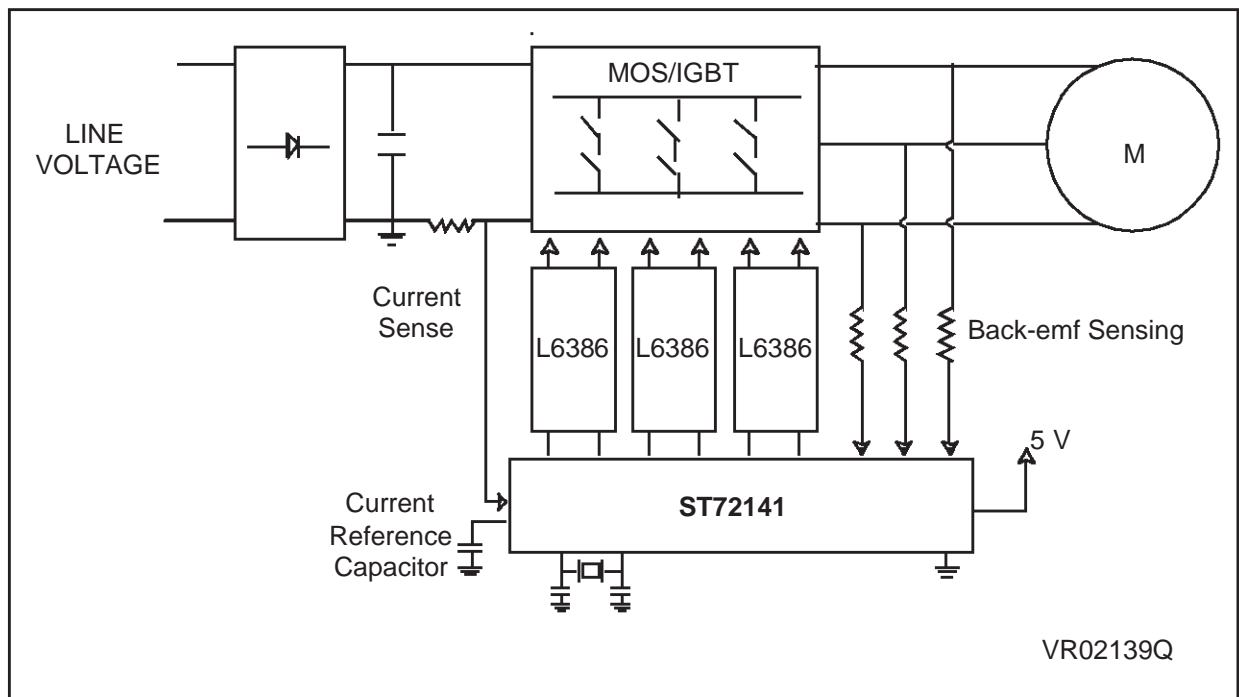 MOS/IGBT
LINE
VOLTAGE
M
Current
Sense
L6386
L6386
L6386
Back-emf Sensing
5 V
Current
Reference
Capacitor
ST72141
VR02139Q